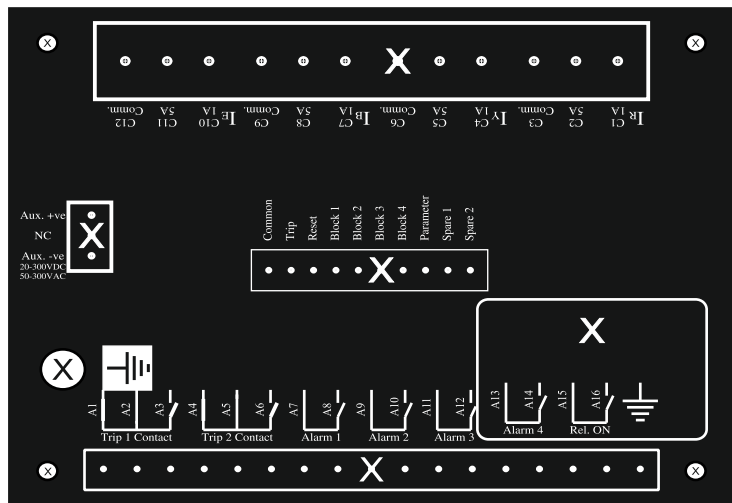 IR
C1
1A
C2
5A
C3
Comm.
IY
C4
1A
C5
5A
C6
Comm.
IB
C7
1A
C8
5A
C9
Comm.
IE
C10
1A
C11
5A
C12
Comm.
Aux. +ve
NC
Aux. -ve
20-300VDC
50-300VAC
Common
Trip
Reset
Block 1
Block 2
Block 3
Block 4
Parameter
Spare 1
Spare 2
A1
A2
A3
A4
A5
A6
A7
A8
A9
A10
A11
A12
A13
A14
A15
A16
Trip 1 Contact
Trip 2 Contact
Alarm 1
Alarm 2
Alarm 3
Alarm 4
Rel. ON